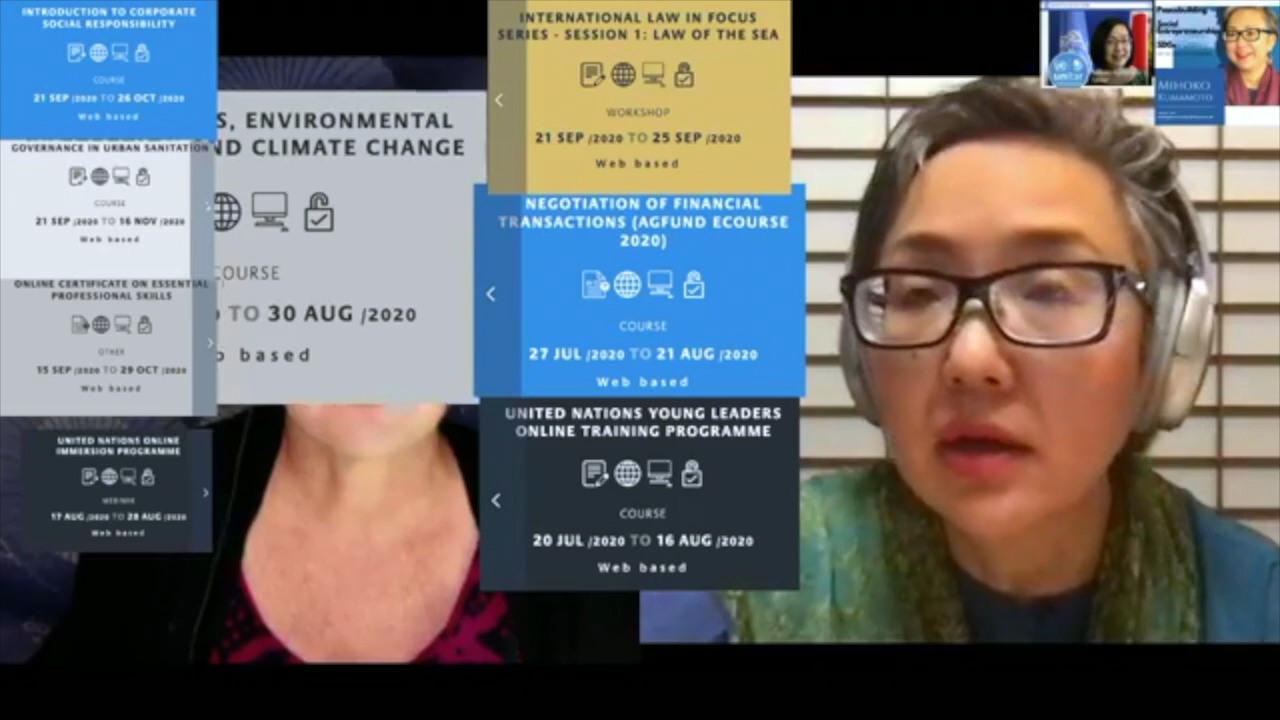 INTRODUCTION TO CORPORATE
SOCIAL RESPONSIBILITY
COURSE
21 SEP /2020 TO 26 OCT /2020
Web based
GOVERNANCE IN URBAN SANITATION
COURSE
21 SEP /2020 TO 16 NOV /2020
Web based
ONLINE CERTIFICATE ON ESSENTIAL
PROFESSIONAL SKILLS
OTHER
15 SEP /2020 TO 29 OCT /2020
Web based
UNITED NATIONS ONLINE
IMMERSION PROGRAMME
WEBINAR
17 AUG /2020 TO 28 AUG /2020
Web based
S, ENVIRONMENTAL
ND CLIMATE CHANGE
COURSE
TO 30 AUG /2020
b based
INTERNATIONAL LAW IN FOCUS
SERIES - SESSION 1: LAW OF THE SEA
WORKSHOP
21 SEP /2020 TO 25 SEP /2020
Web based
NEGOTIATION OF FINANCIAL
TRANSACTIONS (AGFUND ECOURSE
2020)
COURSE
27 JUL /2020 TO 21 AUG /2020
Web based
UNITED NATIONS YOUNG LEADERS
ONLINE TRAINING PROGRAMME
COURSE
20 JUL /2020 TO 16 AUG /2020
Web based
unitar
Peacebuilding
Social
Entrepreneurship
SDGs
MIHOKO
KUMAMOTO